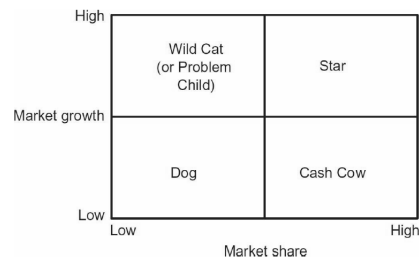 High
Wild Cat
(or Problem
Child)
Star
Market growth
Dog
Cash Cow
Low
Low
High
Market share